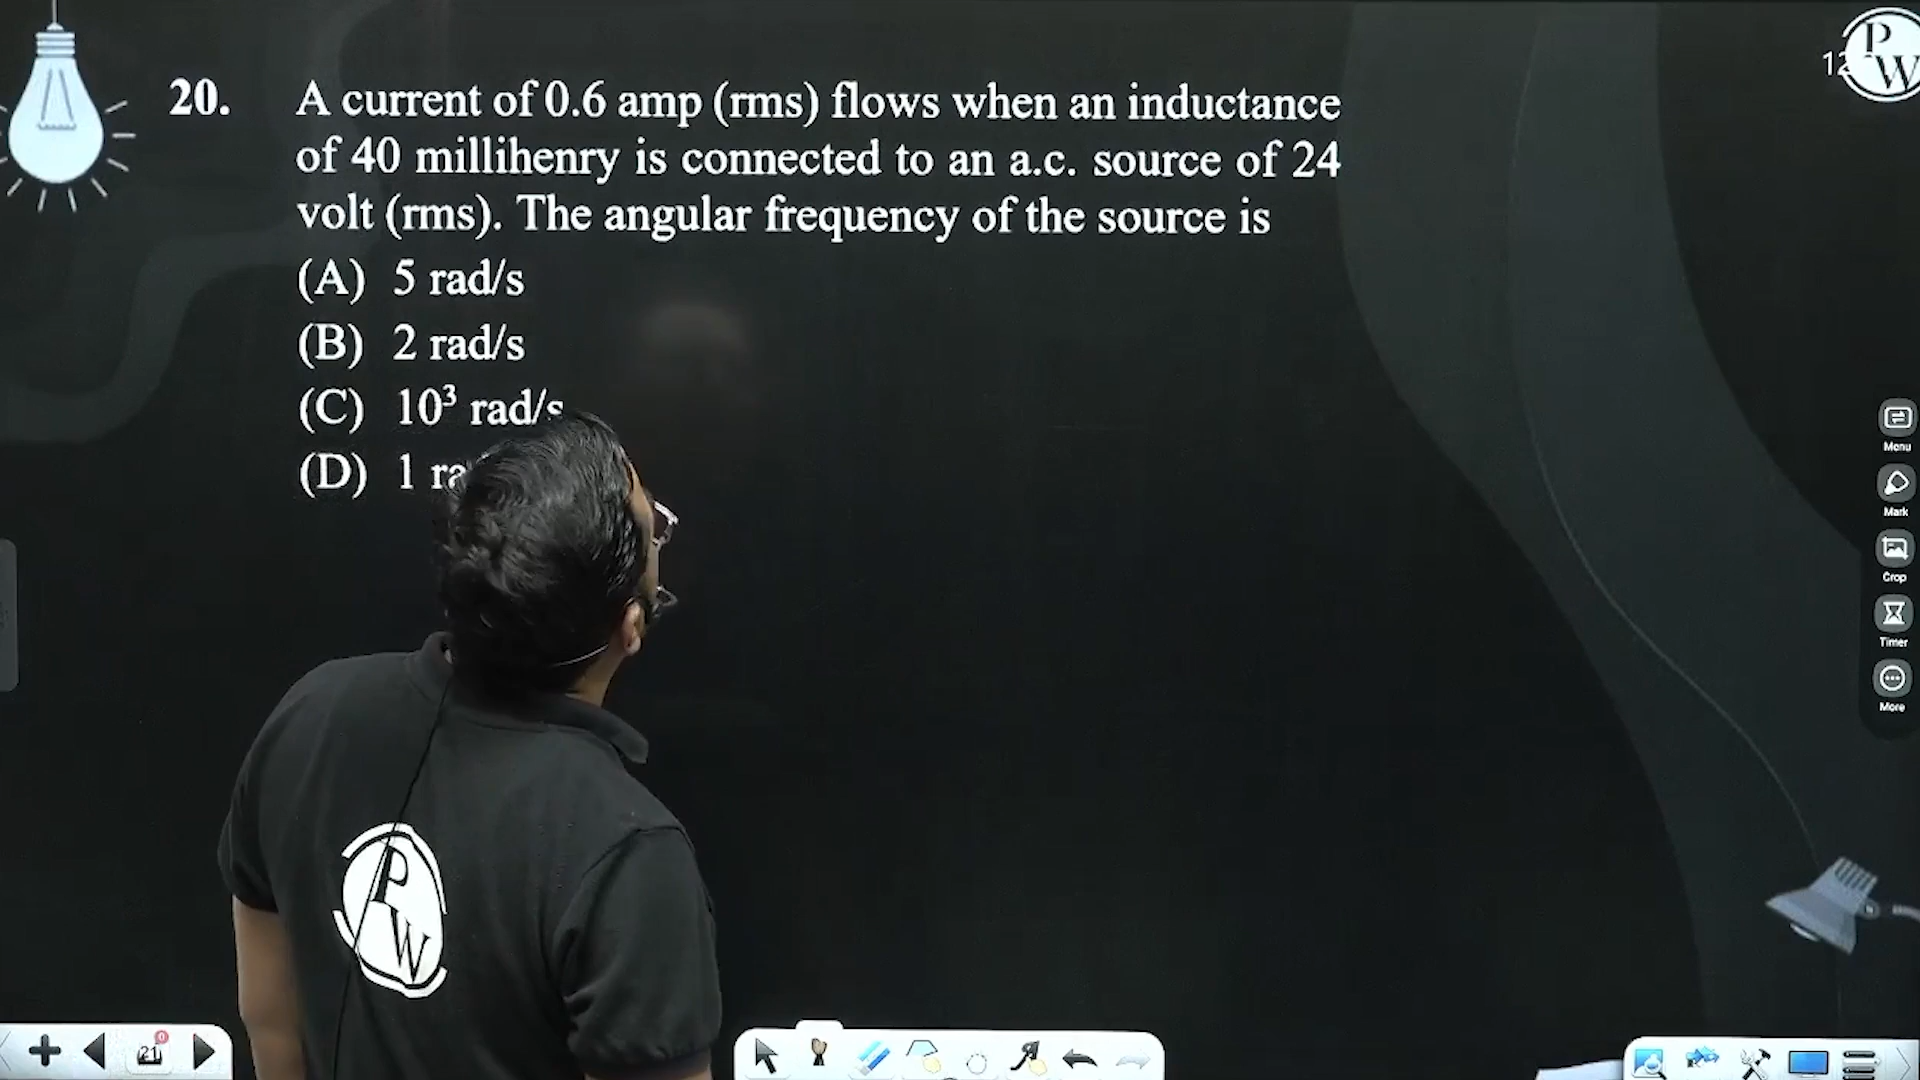 20. A current of 0.6 amp (rms) flows when an inductance
of 40 millihenry is connected to an a.c. source of 24
volt (rms). The angular frequency of the source is
(A) 5 rad/s
(B) 2 rad/s
(C) 10³ rad/s
(D) 1
P
W
Menu
Mark
Crop
Timer
More
P
W
21
0